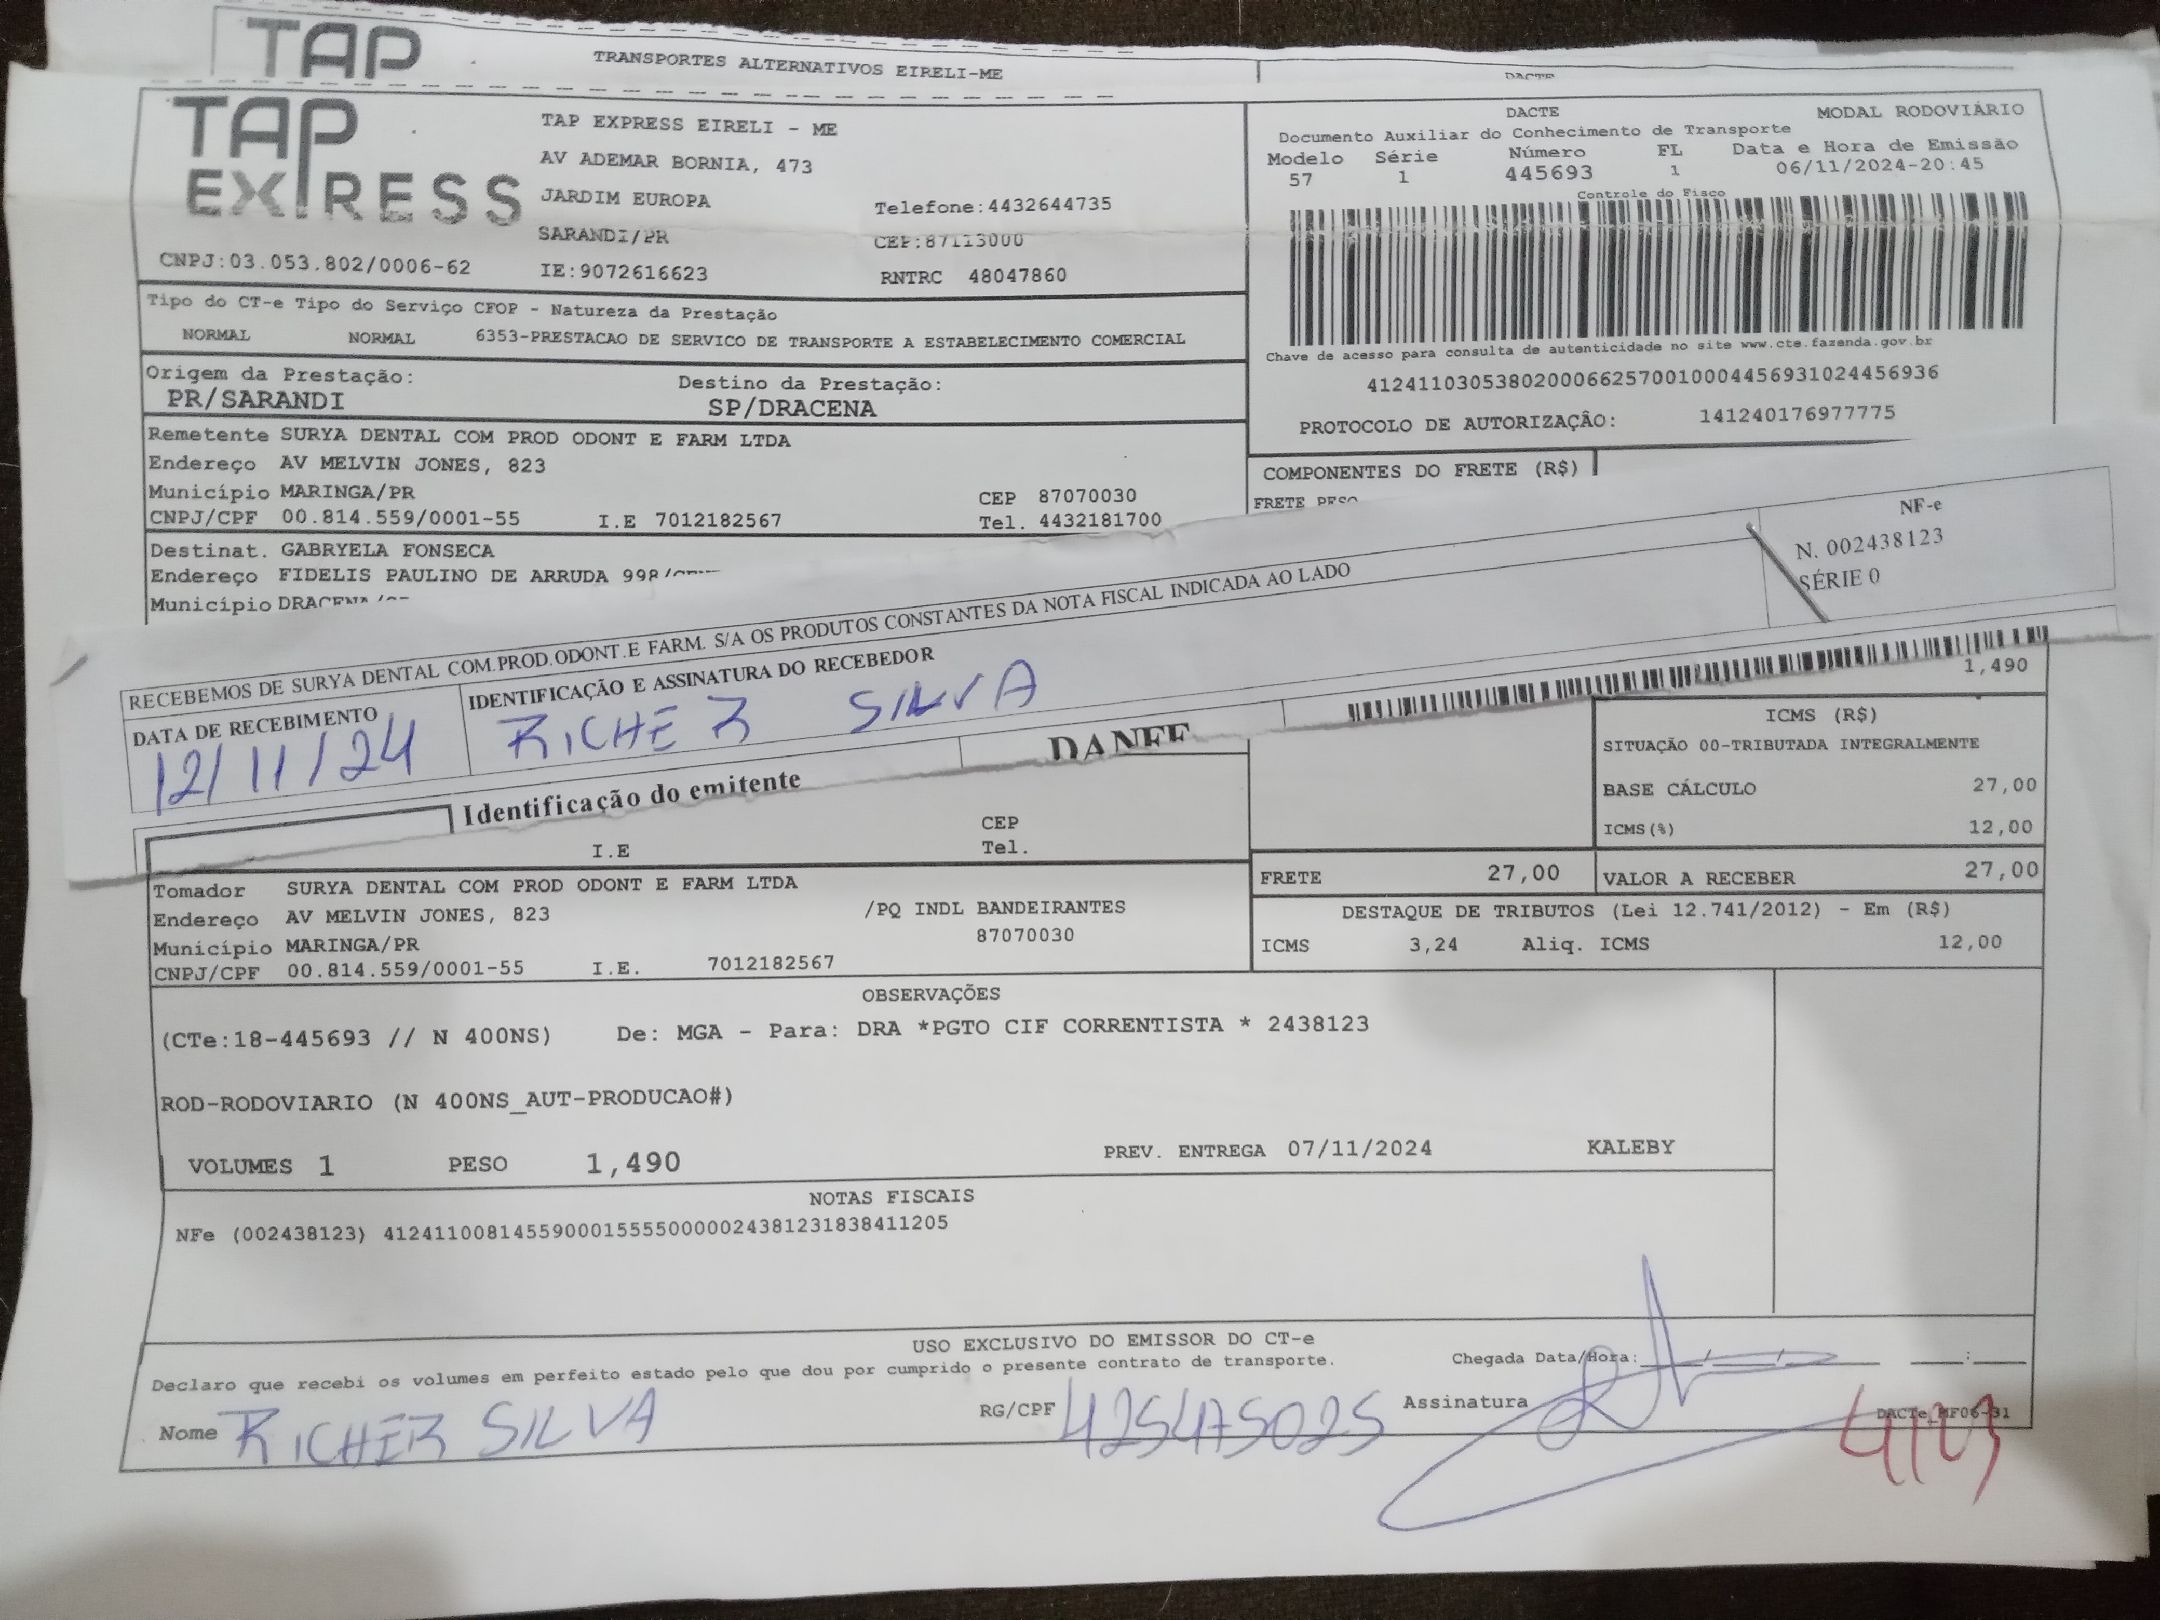 TAP
TRANSPORTES ALTERNATIVOS EIRELI-ME
DACTE
TAP
EXPRESS
TAP EXPRESS EIRELI - ME
AV ADEMAR BORNIA, 473
JARDIM EUROPA
Telefone:4432644735
SARANDI/PR
CEP:87113000
CNPJ:03.053.802/0006-62
IE:9072616623
RNTRC 48047860
DACTE
MODAL RODOVIÁRIO
Documento Auxiliar do Conhecimento de Transporte
Modelo Série Número FL Data e Hora de Emissão
57 1 445693 1 06/11/2024-20:45
Controle do Fisco
Chave de acesso para consulta de autenticidade no site www.cte.fazenda.gov.br
41241103053802000662570010004456931024456936
PROTOCOLO DE AUTORIZAÇÃO: 141240176977775
Tipo do CT-e Tipo do Serviço CFOP - Natureza da Prestação
NORMAL NORMAL 6353-PRESTACAO DE SERVICO DE TRANSPORTE A ESTABELECIMENTO COMERCIAL
Origem da Prestação: Destino da Prestação:
PR/SARANDI SP/DRACENA
Remetente SURYA DENTAL COM PROD ODONT E FARM LTDA
Endereço AV MELVIN JONES, 823
Município MARINGA/PR CEP 87070030
CNPJ/CPF 00.814.559/0001-55 I.E 7012182567 Tel. 4432181700
COMPONENTES DO FRETE (R$)
FRETE PESO
Destinat. GABRYELA FONSECA
Endereço FIDELIS PAULINO DE ARRUDA 998
Município DRACENA
RECEBEMOS DE SURYA DENTAL COM.PROD.ODONT.E FARM. S/A OS PRODUTOS CONSTANTES DA NOTA FISCAL INDICADA AO LADO
NF-e
N. 002438123
SÉRIE 0
DATA DE RECEBIMENTO
12/11/24
IDENTIFICAÇÃO E ASSINATURA DO RECEBEDOR
RICHER SILVA
Identificação do emitente
DANFE
1,490
ICMS (R$)
SITUAÇÃO 00-TRIBUTADA INTEGRALMENTE
BASE CÁLCULO 27,00
ICMS(%) 12,00
CEP
I.E Tel.
FRETE 27,00 VALOR A RECEBER 27,00
Tomador SURYA DENTAL COM PROD ODONT E FARM LTDA
Endereço AV MELVIN JONES, 823 /PQ INDL BANDEIRANTES
Município MARINGA/PR 87070030
CNPJ/CPF 00.814.559/0001-55 I.E. 7012182567
DESTAQUE DE TRIBUTOS (Lei 12.741/2012) - Em (R$)
ICMS 3,24 Aliq. ICMS 12,00
OBSERVAÇÕES
(CTe:18-445693 // N 400NS) De: MGA - Para: DRA *PGTO CIF CORRENTISTA * 2438123
ROD-RODOVIARIO (N 400NS_AUT-PRODUCAO#)
VOLUMES 1 PESO 1,490 PREV. ENTREGA 07/11/2024 KALEBY
NOTAS FISCAIS
NFe (002438123) 41241100814559000155550000024381231838411205
USO EXCLUSIVO DO EMISSOR DO CT-e
Declaro que recebi os volumes em perfeito estado pelo que dou por cumprido o presente contrato de transporte.
Chegada Data/Hora:
Nome RICHER SILVA RG/CPF 425475025 Assinatura